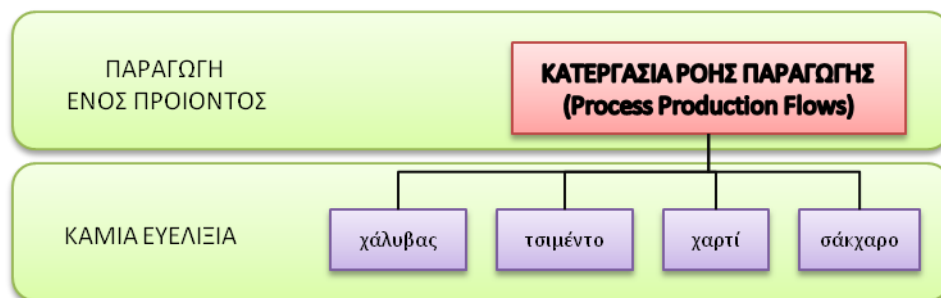 ΠΑΡΑΓΩΓΗ
ΕΝΟΣ ΠΡΟΙΟΝΤΟΣ
ΚΑΤΕΡΓΑΣΙΑ ΡΟΗΣ ΠΑΡΑΓΩΓΗΣ
(Process Production Flows)
ΚΑΜΙΑ ΕΥΕΛΙΞΙΑ
χάλυβας
τσιμέντο
χαρτί
σάκχαρο